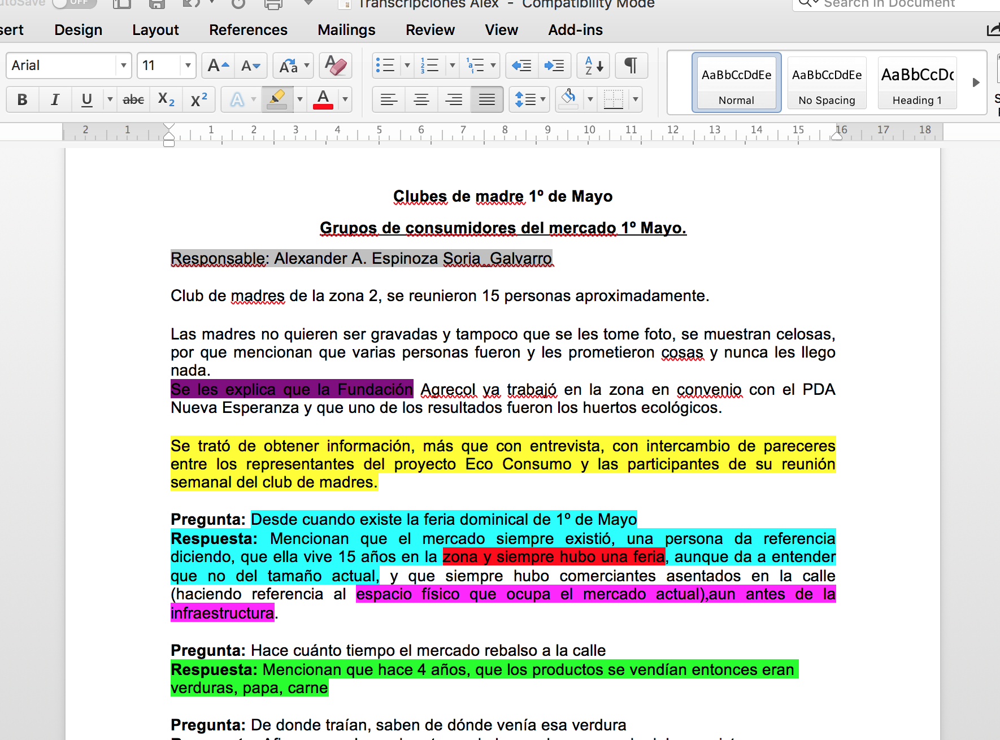 utoSave OFF Transcripciones Alex - Compatibility Mode Search in Document
sert Design Layout References Mailings Review View Add-ins
Arial 11 A A Aa A AaBbCcDdEe AaBbCcDdEe AaBbCcDc
B I U abc X2 X2 A A Normal No Spacing Heading 1
2 1 1 2 3 4 5 6 7 8 9 10 11 12 13 14 15 16 17 18
Clubes de madre 1º de Mayo
Grupos de consumidores del mercado 1º Mayo.
Responsable: Alexander A. Espinoza Soria_Galvarro
Club de madres de la zona 2, se reunieron 15 personas aproximadamente.
Las madres no quieren ser gravadas y tampoco que se les tome foto, se muestran celosas,
por que mencionan que varias personas fueron y les prometieron cosas y nunca les llego
nada.
Se les explica que la Fundación Agrecol ya trabajó en la zona en convenio con el PDA
Nueva Esperanza y que uno de los resultados fueron los huertos ecológicos.
Se trató de obtener información, más que con entrevista, con intercambio de pareceres
entre los representantes del proyecto Eco Consumo y las participantes de su reunión
semanal del club de madres.
Pregunta: Desde cuando existe la feria dominical de 1º de Mayo
Respuesta: Mencionan que el mercado siempre existió, una persona da referencia
diciendo, que ella vive 15 años en la zona y siempre hubo una feria, aunque da a entender
que no del tamaño actual, y que siempre hubo comerciantes asentados en la calle
(haciendo referencia al espacio físico que ocupa el mercado actual),aun antes de la
infraestructura.
Pregunta: Hace cuánto tiempo el mercado rebalso a la calle
Respuesta: Mencionan que hace 4 años, que los productos se vendían entonces eran
verduras, papa, carne
Pregunta: De donde traían, saben de dónde venía esa verdura